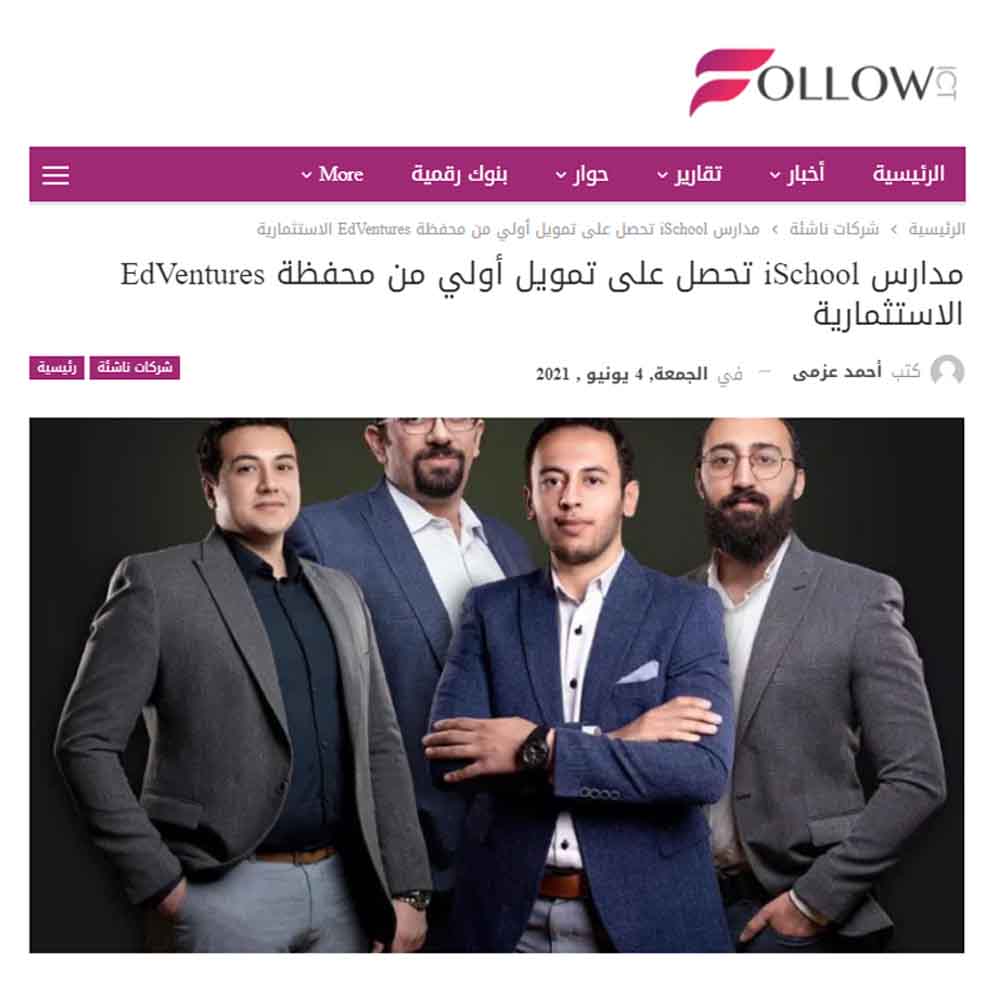 FOLLOW ICT
الرئيسية أخبار تقارير حوار بنوك رقمية More
الرئيسية › شركات ناشئة › مدارس iSchool تحصل على تمويل أولي من محفظة EdVentures الاستثمارية
مدارس iSchool تحصل على تمويل أولي من محفظة EdVentures
الاستثمارية
كتب أحمد عزمى — في الجمعة, 4 يونيو , 2021 شركات ناشئة رئيسية